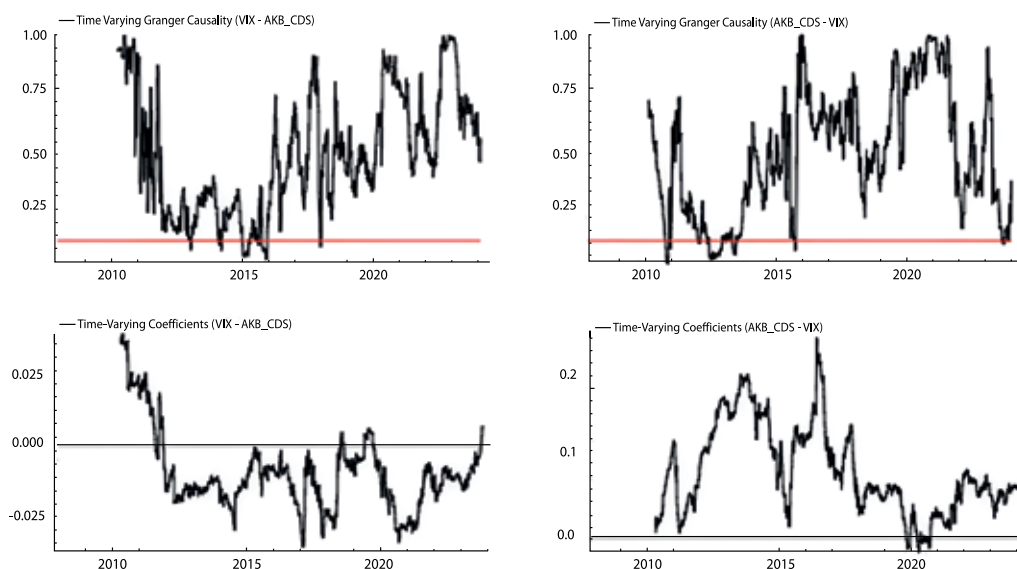 Time Varying Granger Causality (VIX - AKB_CDS)
1.00
0.75
0.50
0.25
2010 2015 2020
Time Varying Granger Causality (AKB_CDS - VIX)
1.00
0.75
0.50
0.25
2010 2015 2020
Time-Varying Coefficients (VIX - AKB_CDS)
0.025
0.000
-0.025
2010 2015 2020
Time-Varying Coefficients (AKB_CDS - VIX)
0.2
0.1
0.0
2010 2015 2020